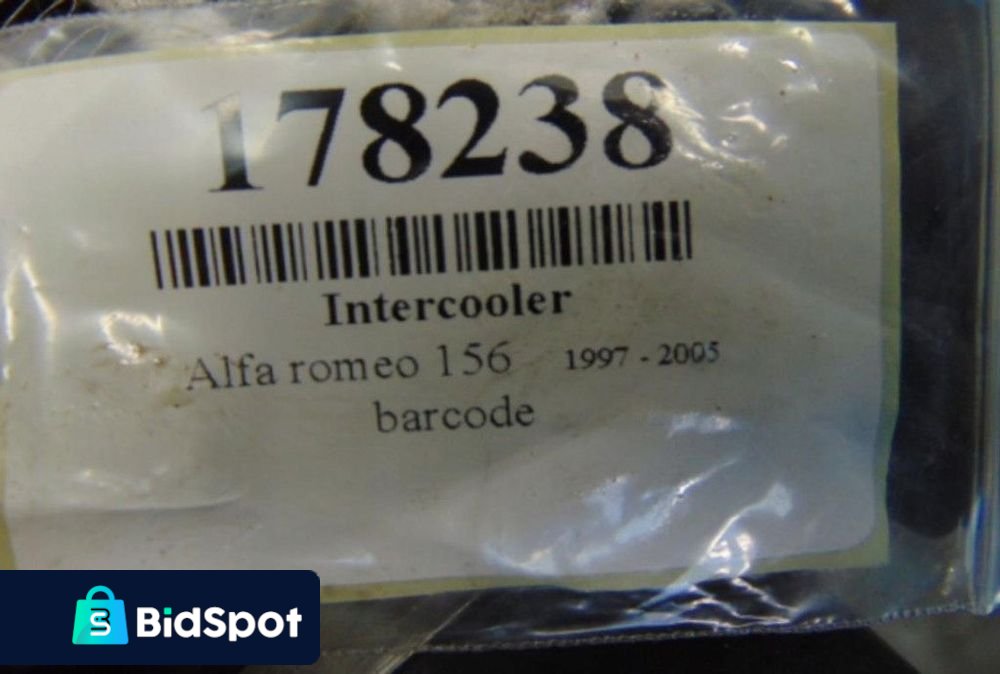 178238
Intercooler
Alfa romeo 156 1997 - 2005
barcode
BidSpot